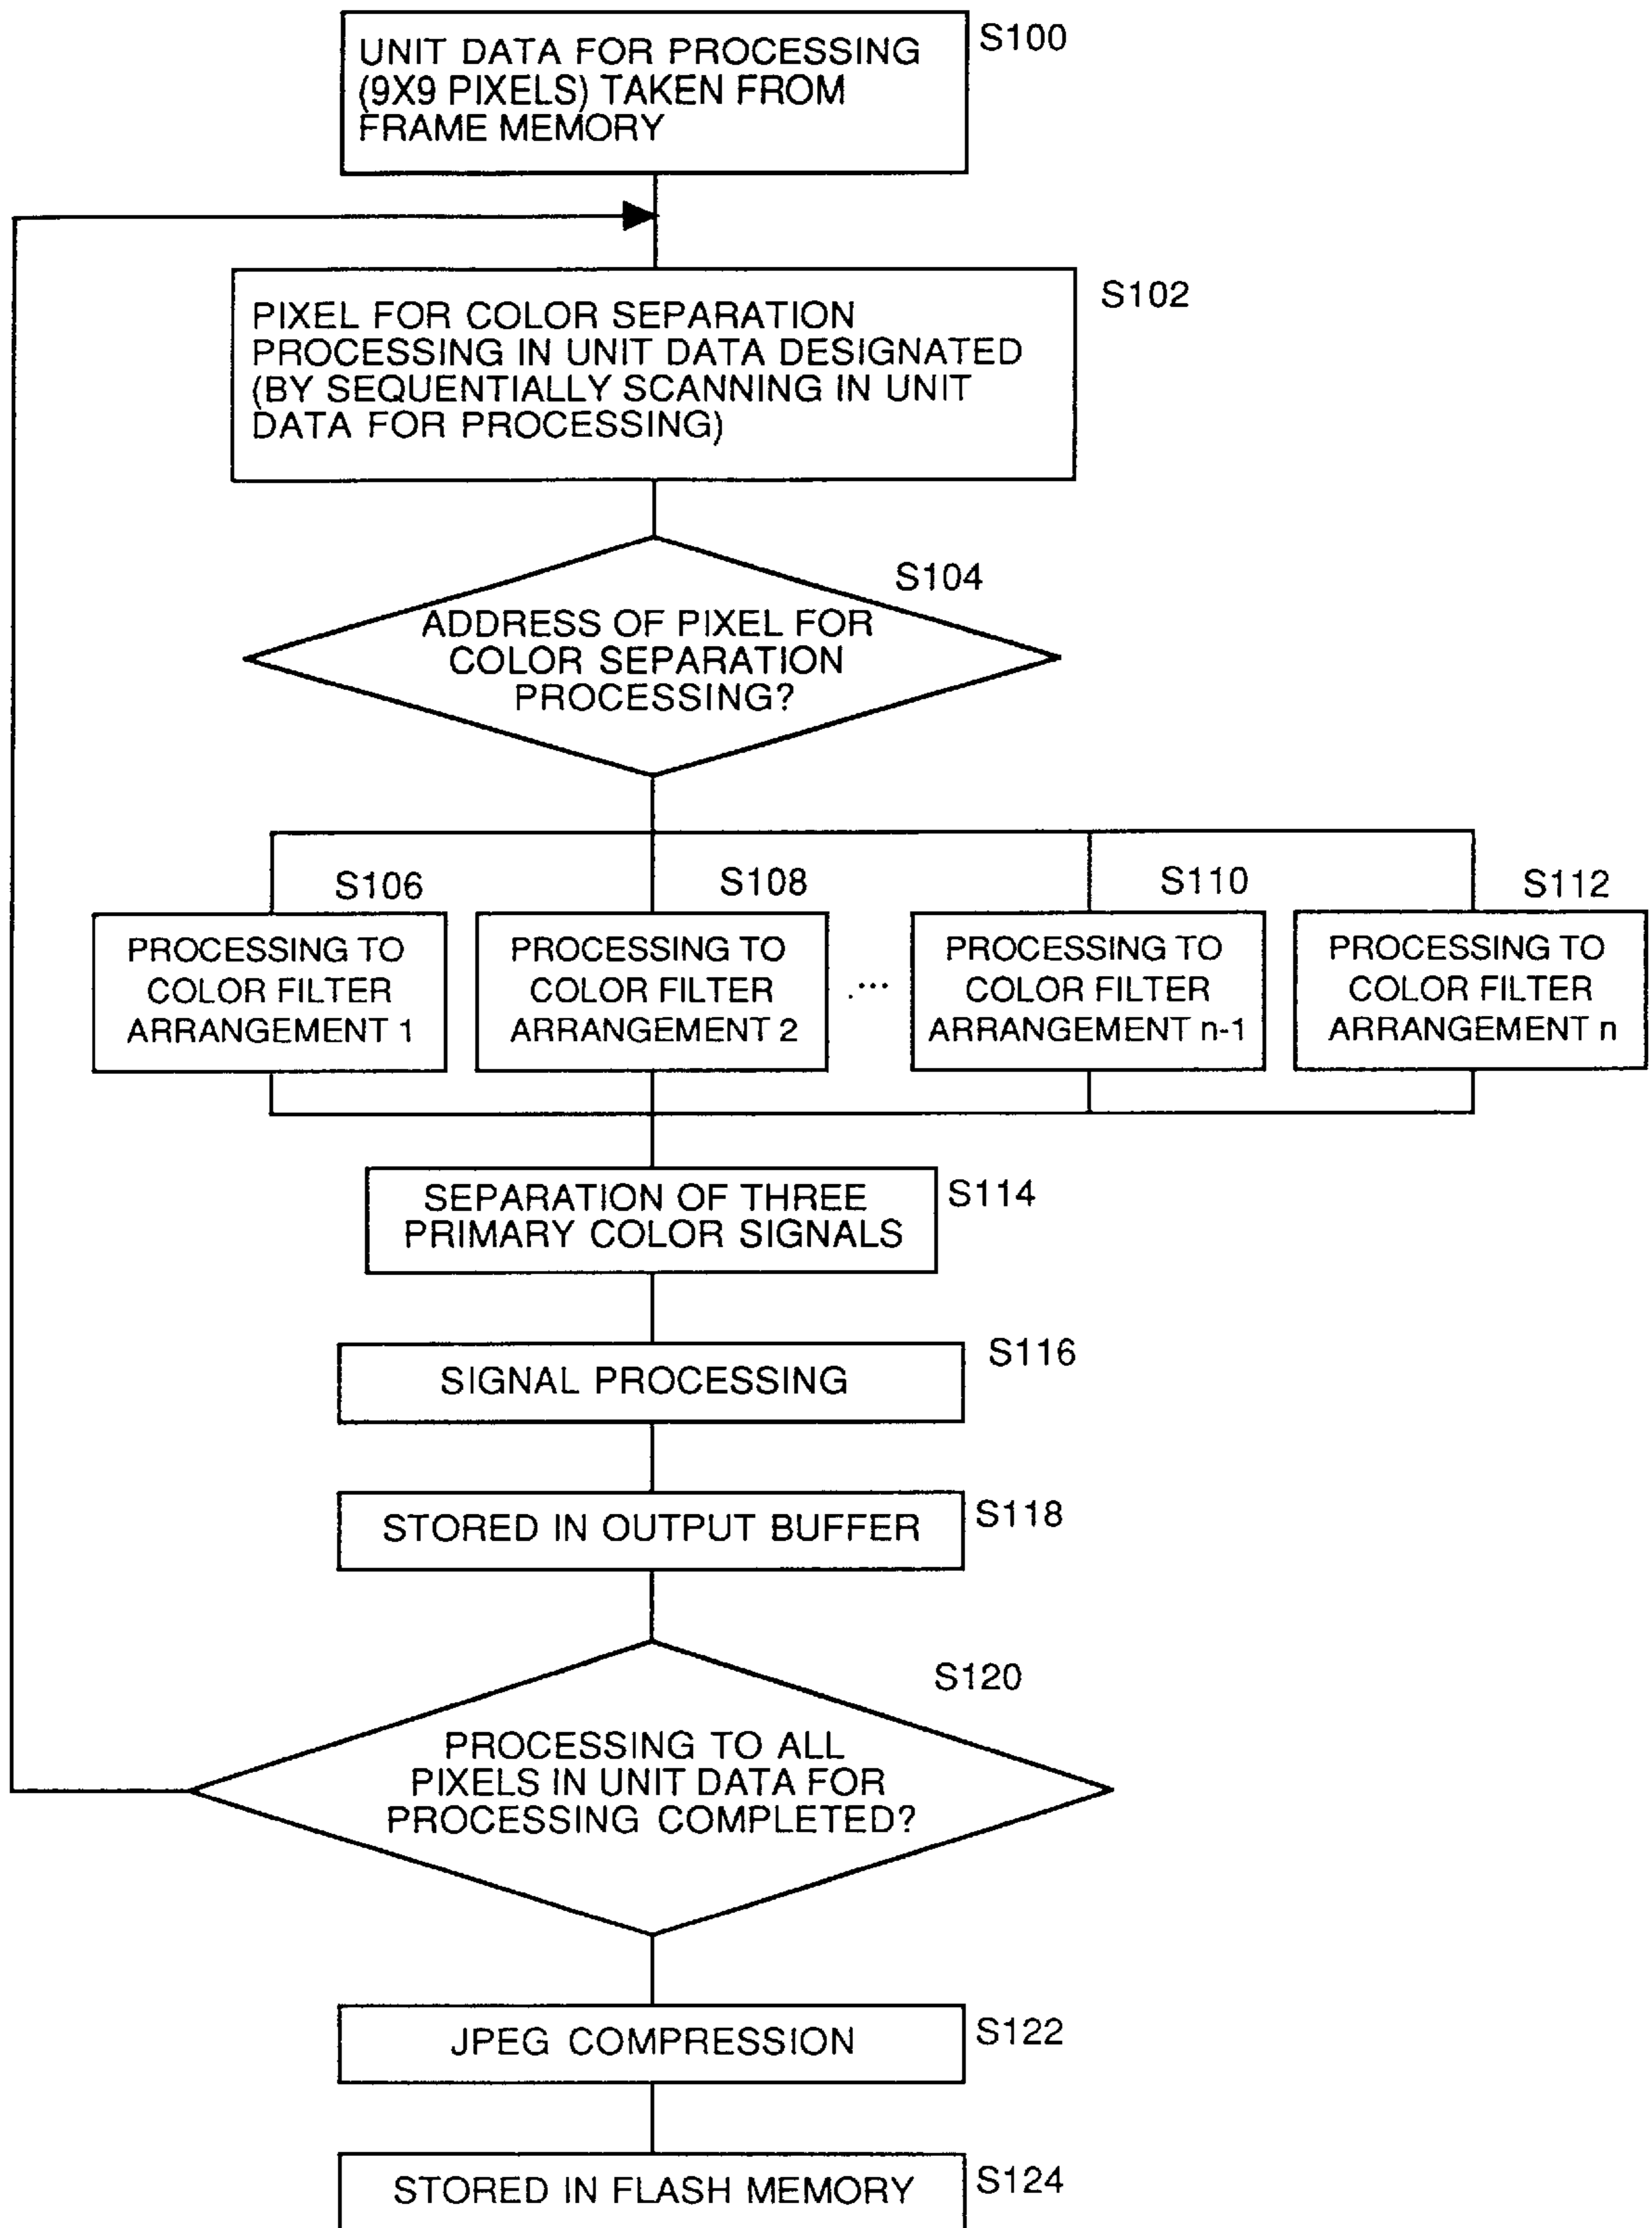 UNIT DATA FOR PROCESSING
(9X9 PIXELS) TAKEN FROM
FRAME MEMORY
S100
PIXEL FOR COLOR SEPARATION
PROCESSING IN UNIT DATA DESIGNATED
(BY SEQUENTIALLY SCANNING IN UNIT
DATA FOR PROCESSING)
S102
S104
ADDRESS OF PIXEL FOR
COLOR SEPARATION
PROCESSING?
S106
PROCESSING TO
COLOR FILTER
ARRANGEMENT 1
S108
PROCESSING TO
COLOR FILTER
ARRANGEMENT 2
....
S110
PROCESSING TO
COLOR FILTER
ARRANGEMENT n-1
S112
PROCESSING TO
COLOR FILTER
ARRANGEMENT n
SEPARATION OF THREE
PRIMARY COLOR SIGNALS
S114
SIGNAL PROCESSING
S116
STORED IN OUTPUT BUFFER
S118
S120
PROCESSING TO ALL
PIXELS IN UNIT DATA FOR
PROCESSING COMPLETED?
JPEG COMPRESSION
S122
STORED IN FLASH MEMORY
S124